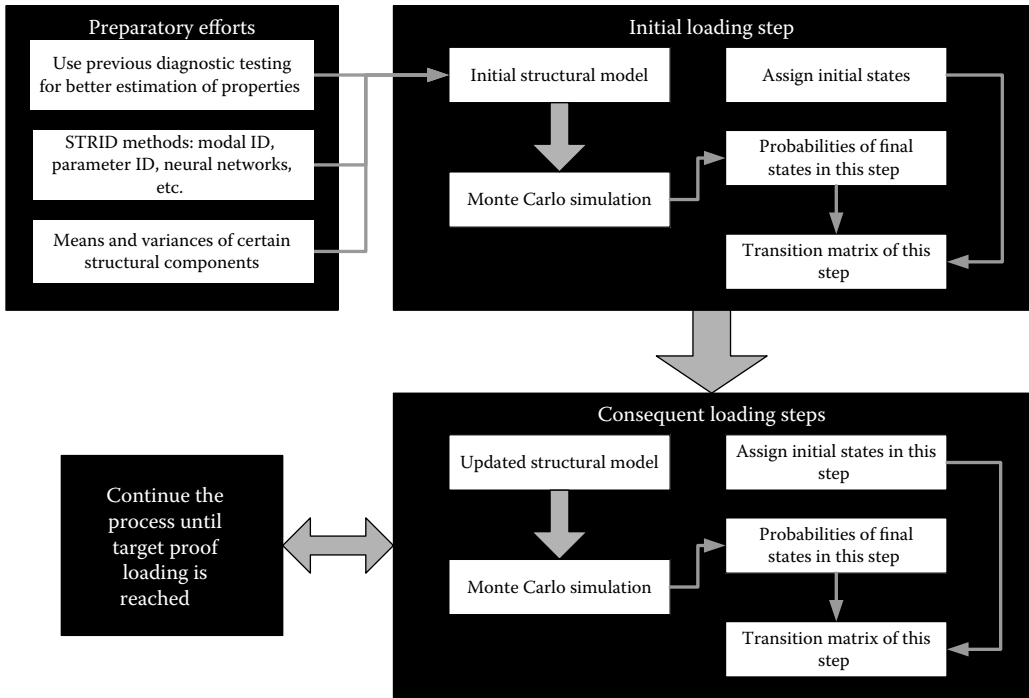 Preparatory efforts
Use previous diagnostic testing
for better estimation of properties
STRID methods: modal ID,
parameter ID, neural networks,
etc.
Means and variances of certain
structural components
Initial loading step
Initial structural model
Assign initial states
Monte Carlo simulation
Probabilities of final
states in this step
Transition matrix of this
step
Consequent loading steps
Updated structural model
Assign initial states in this
step
Monte Carlo simulation
Probabilities of final
states in this step
Transition matrix of this
step
Continue the
process until
target proof
loading is
reached